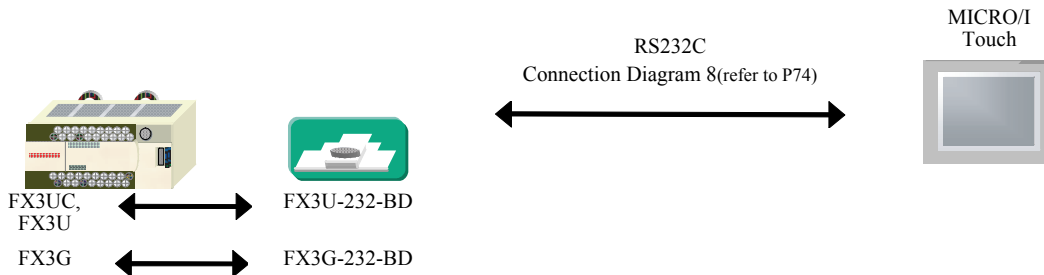 MICRO/I
Touch
RS232C
Connection Diagram 8(refer to P74)
FX3UC,
FX3U
FX3U-232-BD
FX3G
FX3G-232-BD